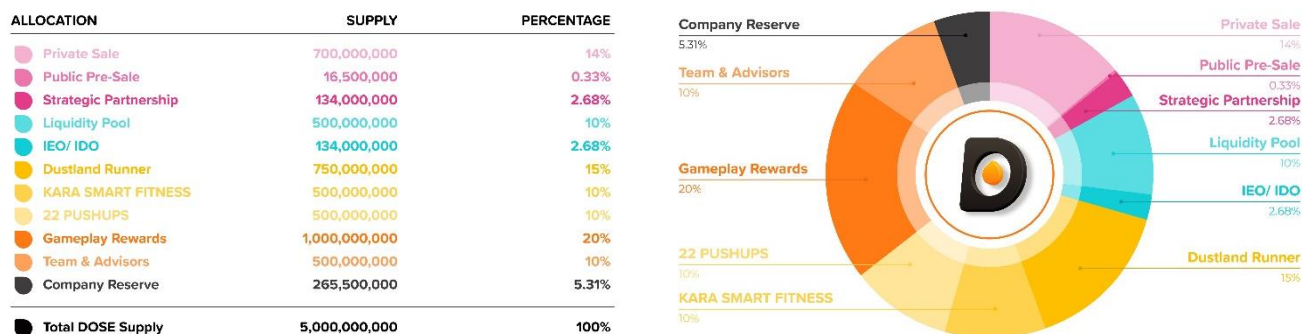 ALLOCATION SUPPLY PERCENTAGE
Private Sale 700,000,000 14%
Public Pre-Sale 16,500,000 0.33%
Strategic Partnership 134,000,000 2.68%
Liquidity Pool 500,000,000 10%
IEO/ IDO 134,000,000 2.68%
Dustland Runner 750,000,000 15%
KARA SMART FITNESS 500,000,000 10%
22 PUSHUPS 500,000,000 10%
Gameplay Rewards 1,000,000,000 20%
Team & Advisors 500,000,000 10%
Company Reserve 265,500,000 5.31%
Total DOSE Supply 5,000,000,000 100%
Company Reserve
5.31%
Team & Advisors
10%
Gameplay Rewards
20%
22 PUSHUPS
10%
KARA SMART FITNESS
10%
Private Sale
14%
Public Pre-Sale
0.33%
Strategic Partnership
2.68%
Liquidity Pool
10%
IEO/ IDO
2.68%
Dustland Runner
15%